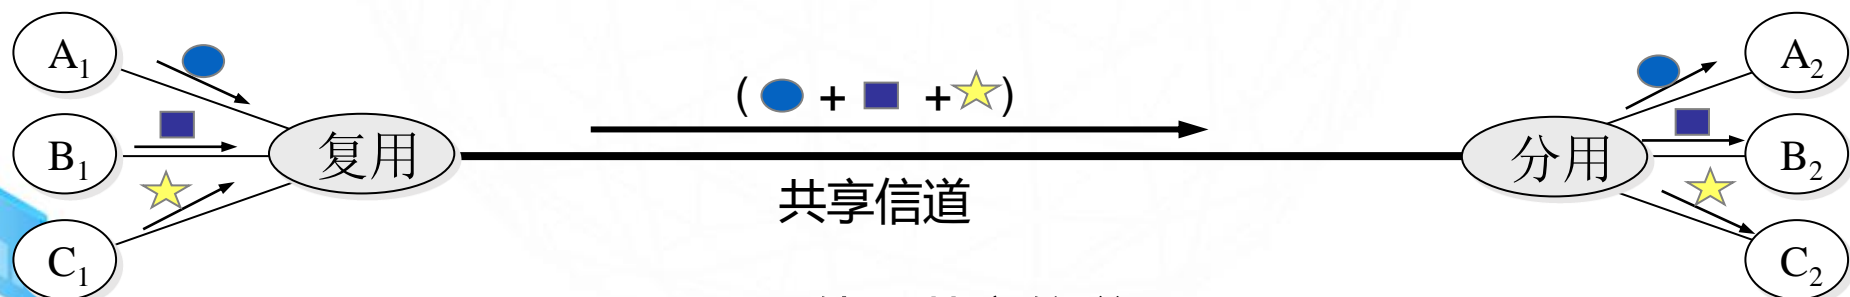 A₁
A₂
( + + )
B₁
复用
分用
B₂
共享信道
C₁
C₂